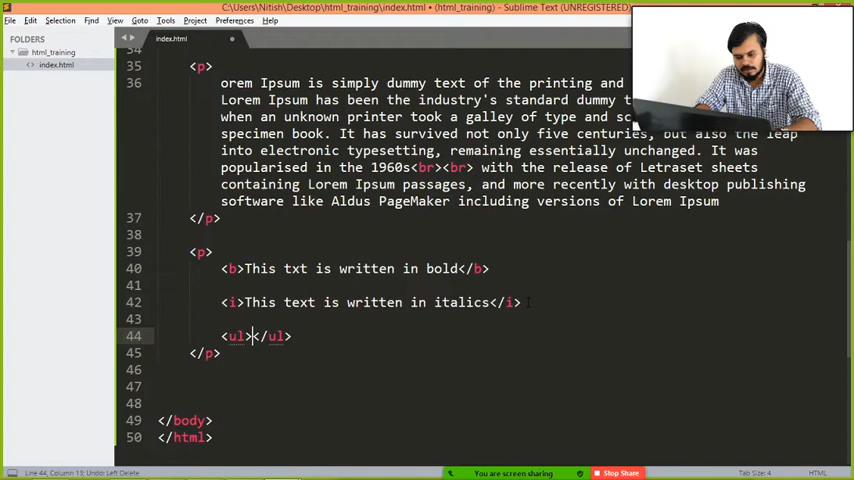 C:\Users\Nitish\Desktop\html_training\index.html • (html_training) - Sublime Text (UNREGISTERED)
File Edit Selection Find View Goto Tools Project Preferences Help
FOLDERS
html_training
index.html
index.html
34
35 <p>
36 orem Ipsum is simply dummy text of the printing and
Lorem Ipsum has been the industry's standard dummy t
when an unknown printer took a galley of type and sc
specimen book. It has survived not only five centuries, but also the leap
into electronic typesetting, remaining essentially unchanged. It was
popularised in the 1960s<br><br> with the release of Letraset sheets
containing Lorem Ipsum passages, and more recently with desktop publishing
software like Aldus PageMaker including versions of Lorem Ipsum
37 </p>
38
39 <p>
40 <b>This txt is written in bold</b>
41
42 <i>This text is written in italics</i>
43
44 <ul></ul>
45 </p>
46
47
48
49 </body>
50 </html>
Line 44, Column 13; Undo: Left Delete
You are screen sharing
Stop Share
Tab Size: 4
HTML